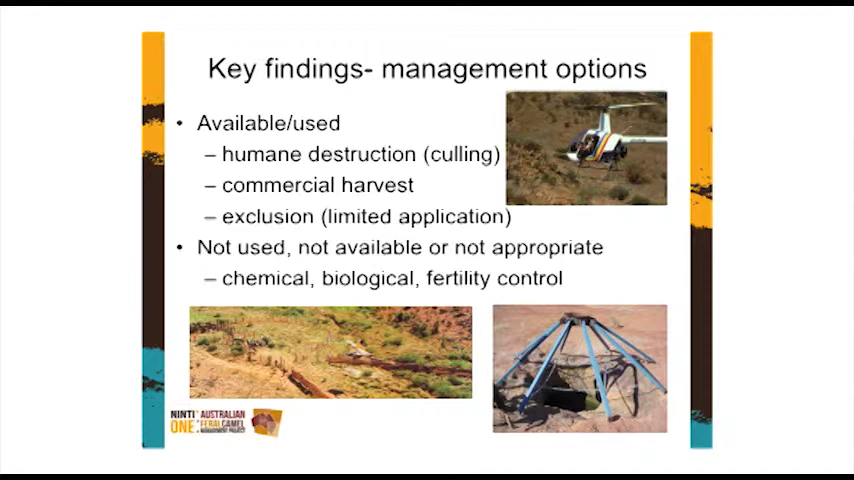 Key findings- management options
• Available/used
– humane destruction (culling)
– commercial harvest
– exclusion (limited application)
• Not used, not available or not appropriate
– chemical, biological, fertility control
NINTI ONE
AUSTRALIAN
FERAL CAMEL
MANAGEMENT PROJECT